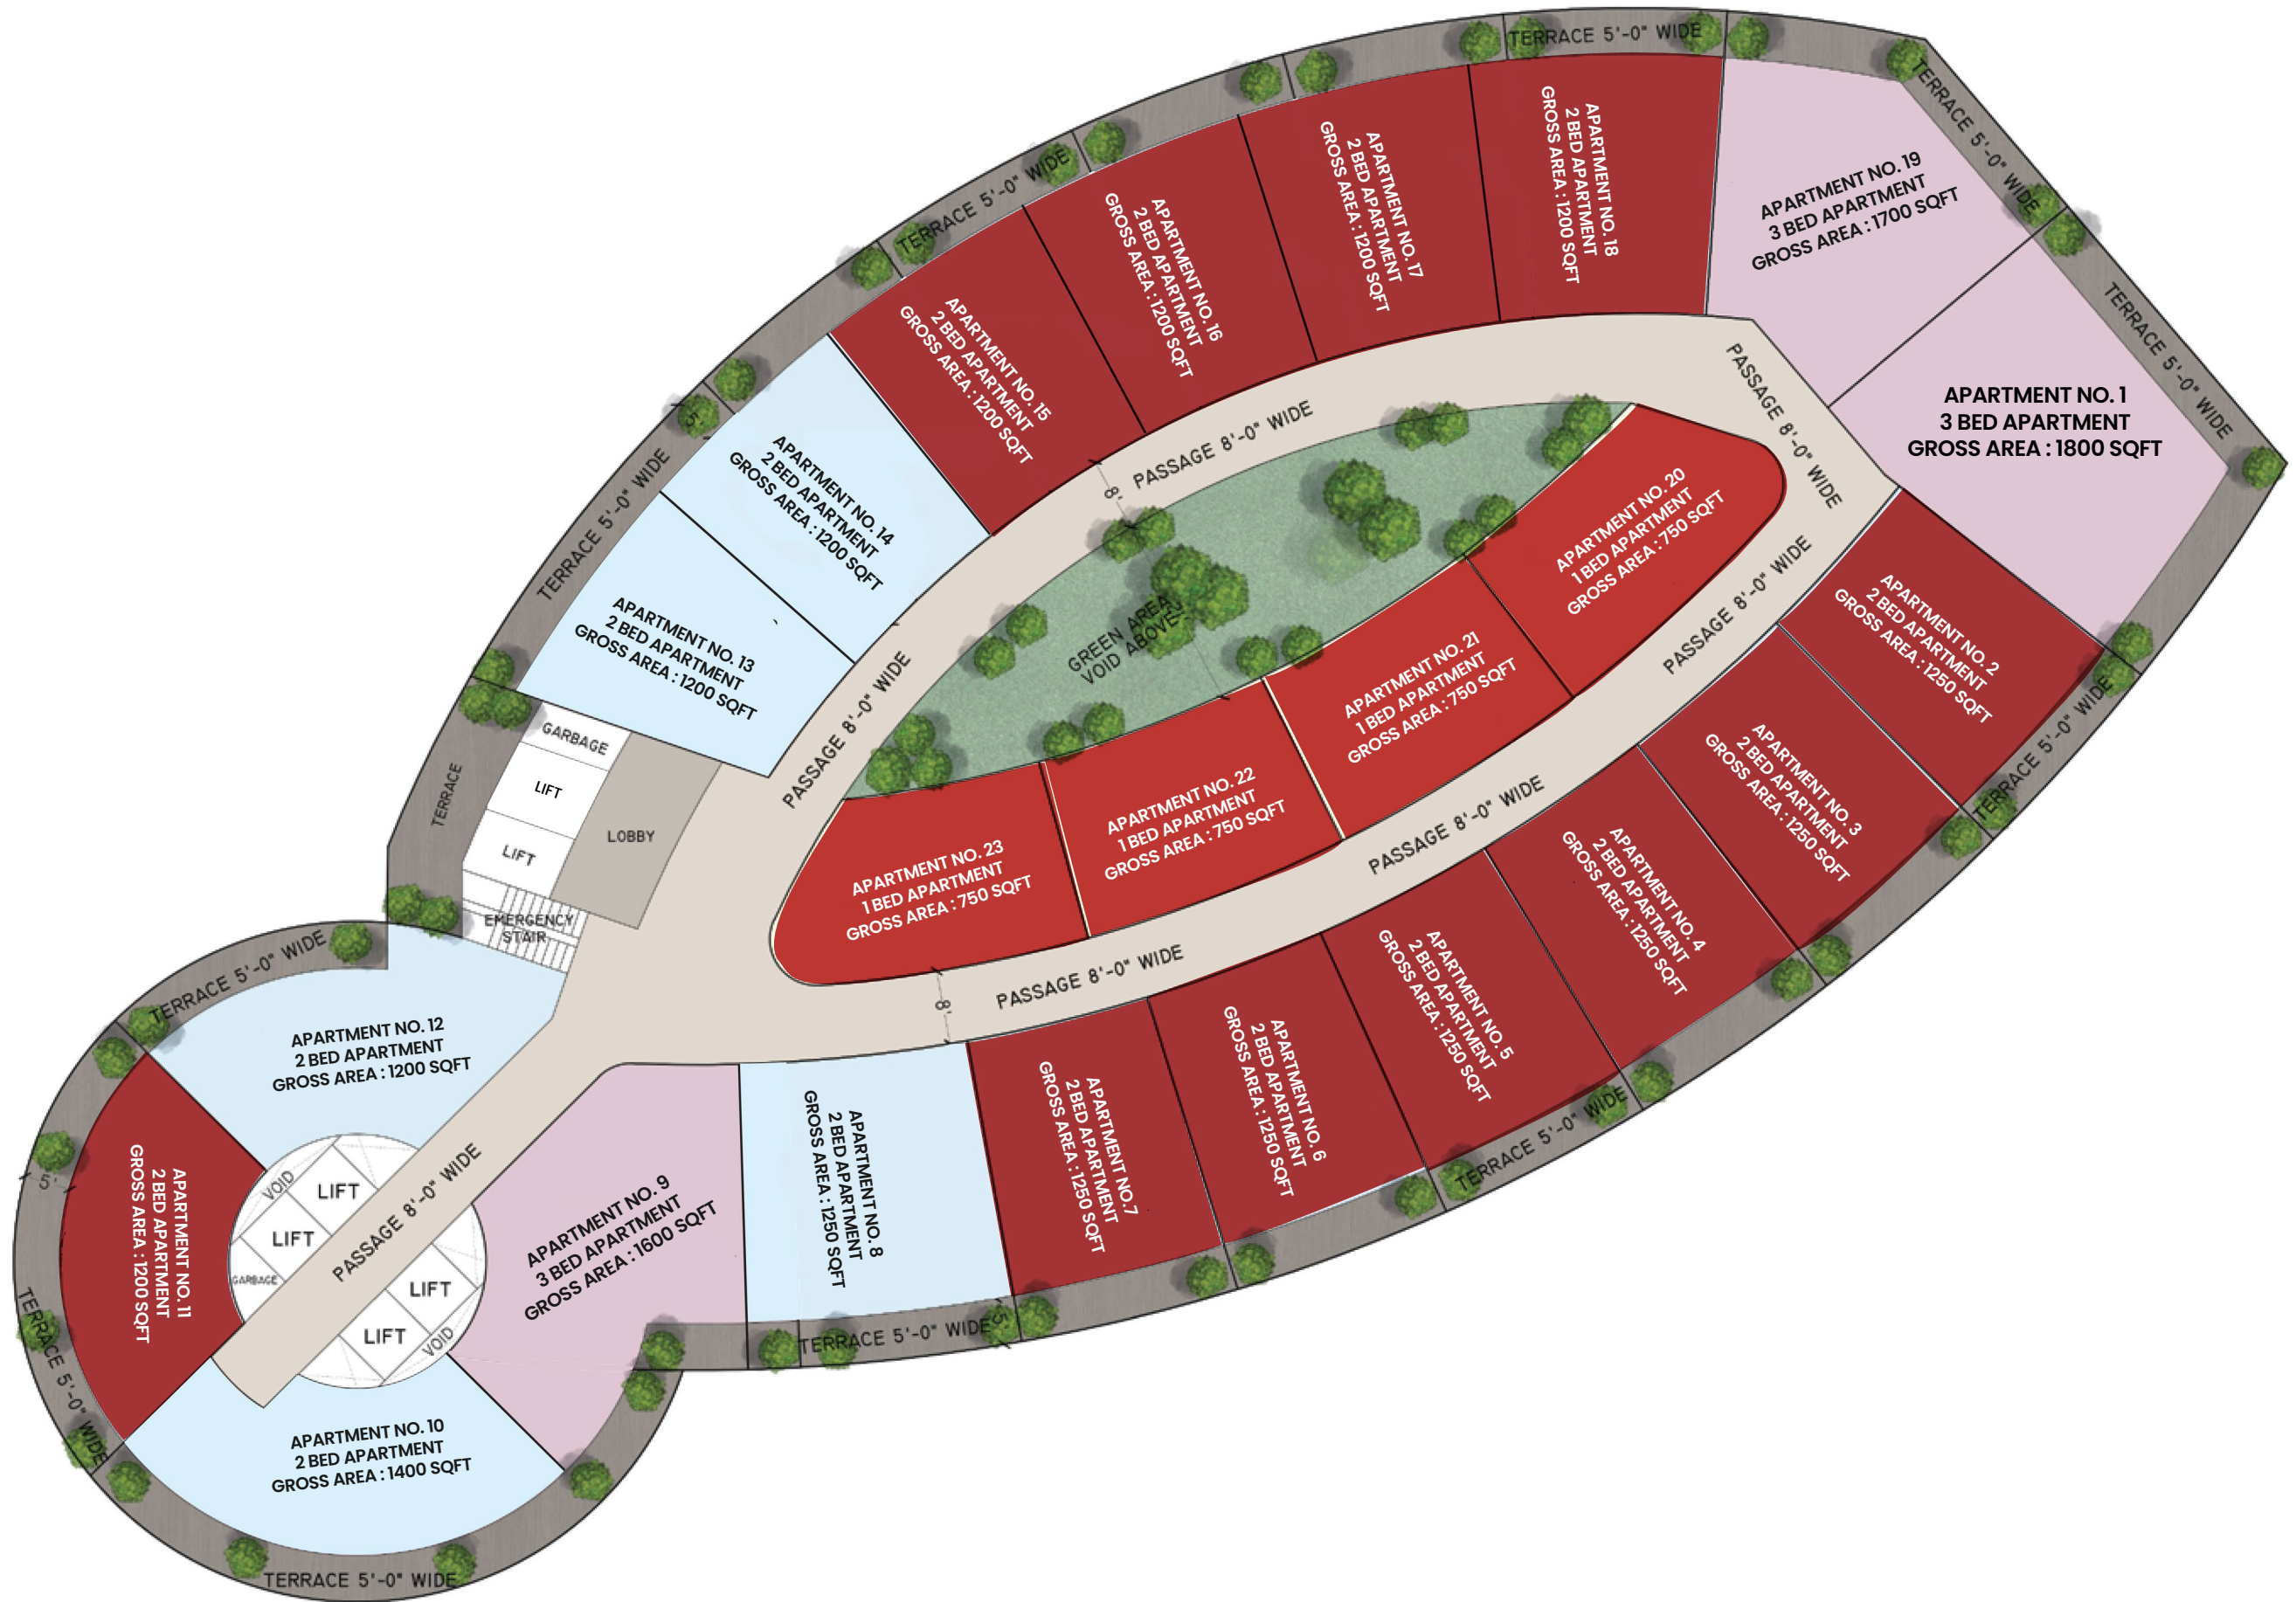 TERRACE 5'-0" WIDE
TERRACE 5'-0" WIDE
TERRACE 5'-0" WIDE
TERRACE 5'-0" WIDE
TERRACE 5'-0" WIDE
APARTMENT NO. 18
2 BED APARTMENT
GROSS AREA : 1200 SQFT
APARTMENT NO. 17
2 BED APARTMENT
GROSS AREA : 1200 SQFT
APARTMENT NO. 16
2 BED APARTMENT
GROSS AREA : 1200 SQFT
APARTMENT NO. 15
2 BED APARTMENT
GROSS AREA : 1200 SQFT
APARTMENT NO. 19
3 BED APARTMENT
GROSS AREA : 1700 SQFT
APARTMENT NO. 1
3 BED APARTMENT
GROSS AREA : 1800 SQFT
5'
APARTMENT NO. 14
2 BED APARTMENT
GROSS AREA : 1200 SQFT
APARTMENT NO. 13
2 BED APARTMENT
GROSS AREA : 1200 SQFT
PASSAGE 8'-0" WIDE
8'
PASSAGE 8'-0" WIDE
PASSAGE 8'-0" WIDE
PASSAGE 8'-0" WIDE
GREEN AREA
VOID ABOVE
APARTMENT NO. 20
1 BED APARTMENT
GROSS AREA : 750 SQFT
APARTMENT NO. 21
1 BED APARTMENT
GROSS AREA : 750 SQFT
APARTMENT NO. 22
1 BED APARTMENT
GROSS AREA : 750 SQFT
APARTMENT NO. 23
1 BED APARTMENT
GROSS AREA : 750 SQFT
APARTMENT NO. 2
2 BED APARTMENT
GROSS AREA : 1250 SQFT
APARTMENT NO. 3
2 BED APARTMENT
GROSS AREA : 1250 SQFT
APARTMENT NO. 4
2 BED APARTMENT
GROSS AREA : 1250 SQFT
APARTMENT NO. 5
2 BED APARTMENT
GROSS AREA : 1250 SQFT
APARTMENT NO. 6
2 BED APARTMENT
GROSS AREA : 1250 SQFT
APARTMENT NO.7
2 BED APARTMENT
GROSS AREA : 1250 SQFT
APARTMENT NO. 8
2 BED APARTMENT
GROSS AREA : 1250 SQFT
TERRACE 5'-0" WIDE
TERRACE 5'-0" WIDE
TERRACE 5'-0" WIDE
5'
PASSAGE 8'-0" WIDE
PASSAGE 8'-0" WIDE
8'
TERRACE
GARBAGE
LIFT
LIFT
LOBBY
EMERGENCY
STAIR
TERRACE 5'-0" WIDE
APARTMENT NO. 12
2 BED APARTMENT
GROSS AREA : 1200 SQFT
APARTMENT NO. 11
2 BED APARTMENT
GROSS AREA : 1200 SQFT
5'
VOID
LIFT
LIFT
GARBAGE
PASSAGE 8'-0" WIDE
LIFT
LIFT
VOID
APARTMENT NO. 9
3 BED APARTMENT
GROSS AREA : 1600 SQFT
TERRACE 5'-0" WIDE
APARTMENT NO. 10
2 BED APARTMENT
GROSS AREA : 1400 SQFT
TERRACE 5'-0" WIDE